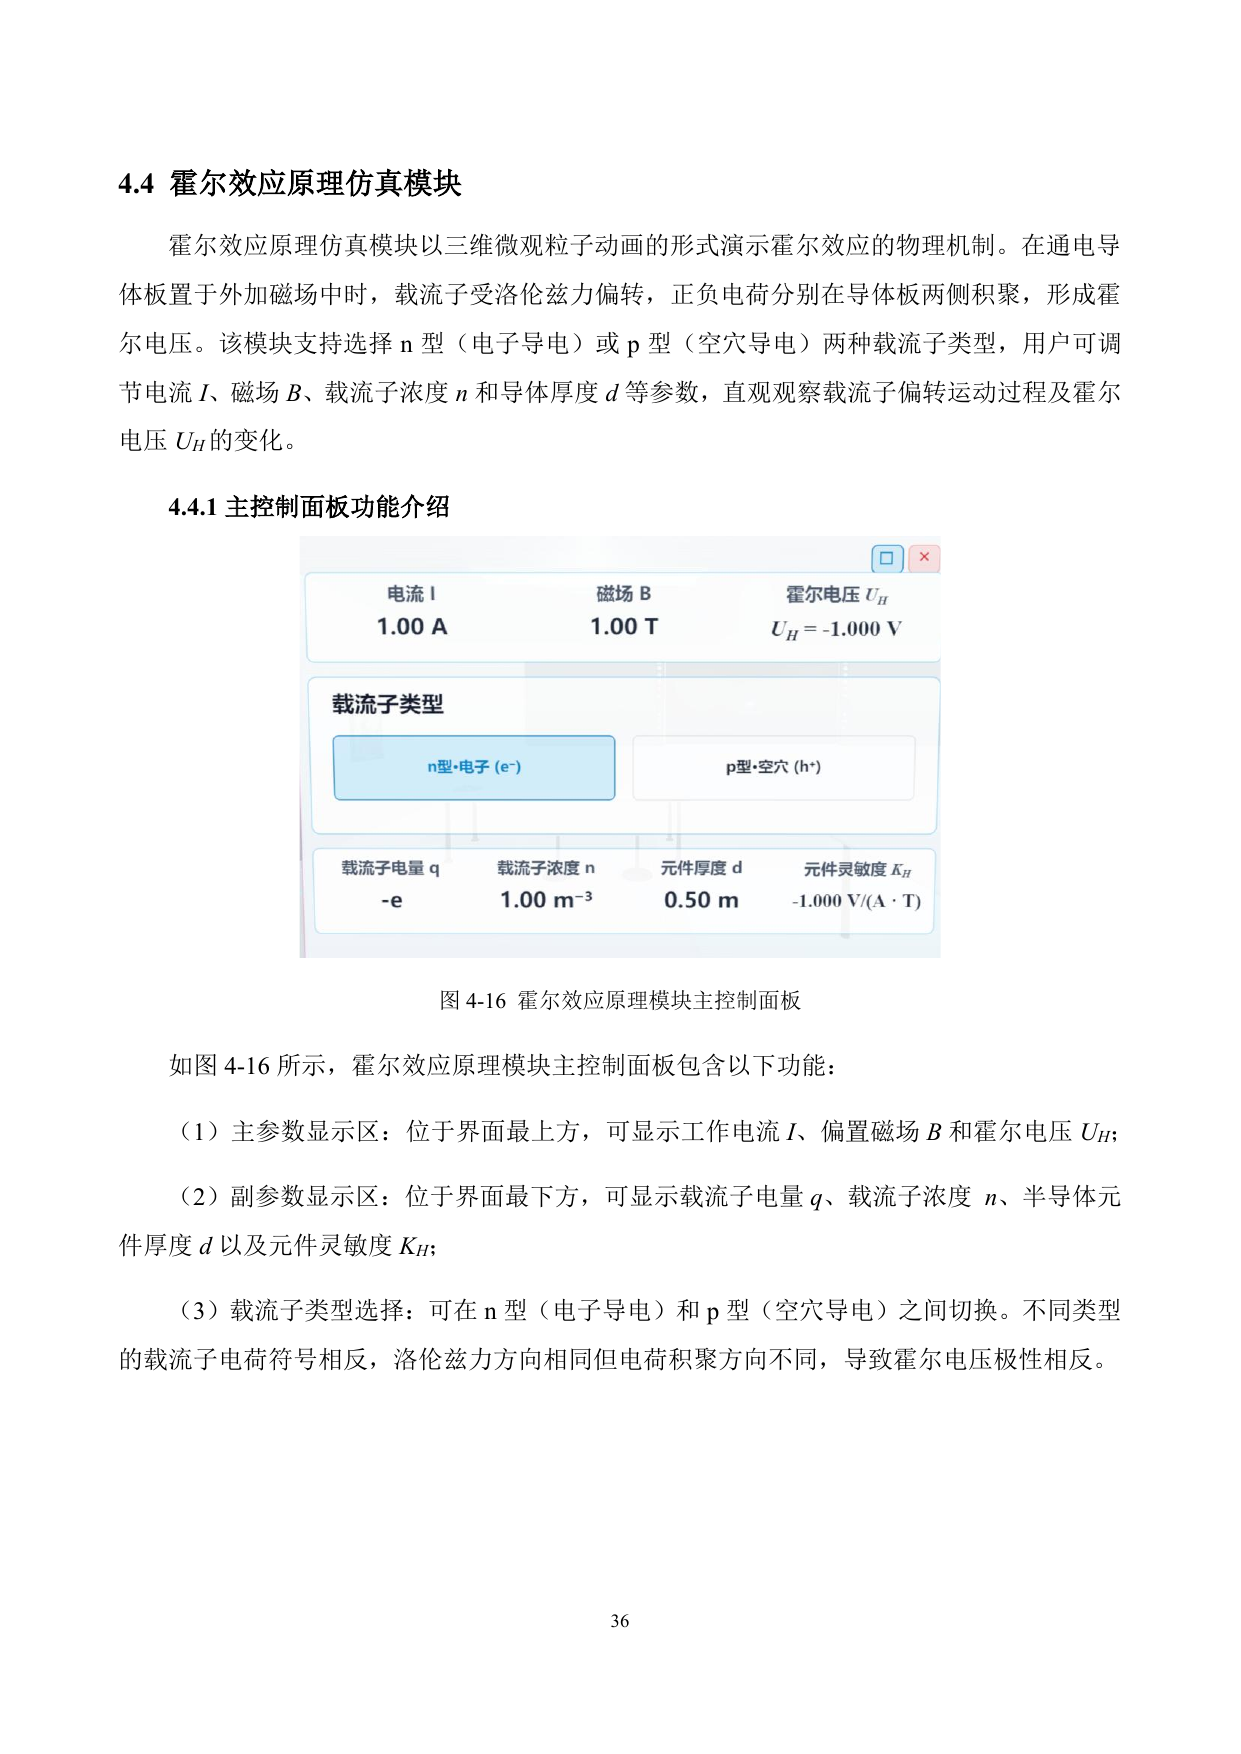 4.4 霍尔效应原理仿真模块
霍尔效应原理仿真模块以三维微观粒子动画的形式演示霍尔效应的物理机制。在通电导
体板置于外加磁场中时，载流子受洛伦兹力偏转，正负电荷分别在导体板两侧积聚，形成霍
尔电压。该模块支持选择 n 型（电子导电）或 p 型（空穴导电）两种载流子类型，用户可调
节电流 I、磁场 B、载流子浓度 n 和导体厚度 d 等参数，直观观察载流子偏转运动过程及霍尔
电压 UH 的变化。
4.4.1 主控制面板功能介绍
电流 I 磁场 B 霍尔电压 UH
1.00 A 1.00 T UH = -1.000 V
载流子类型
n型•电子 (e⁻) p型•空穴 (h⁺)
载流子电量 q 载流子浓度 n 元件厚度 d 元件灵敏度 KH
-e 1.00 m⁻³ 0.50 m -1.000 V/(A · T)
图 4-16 霍尔效应原理模块主控制面板
如图 4-16 所示，霍尔效应原理模块主控制面板包含以下功能：
（1）主参数显示区：位于界面最上方，可显示工作电流 I、偏置磁场 B 和霍尔电压 UH;
（2）副参数显示区：位于界面最下方，可显示载流子电量 q、载流子浓度 n、半导体元
件厚度 d 以及元件灵敏度 KH;
（3）载流子类型选择：可在 n 型（电子导电）和 p 型（空穴导电）之间切换。不同类型
的载流子电荷符号相反，洛伦兹力方向相同但电荷积聚方向不同，导致霍尔电压极性相反。
36